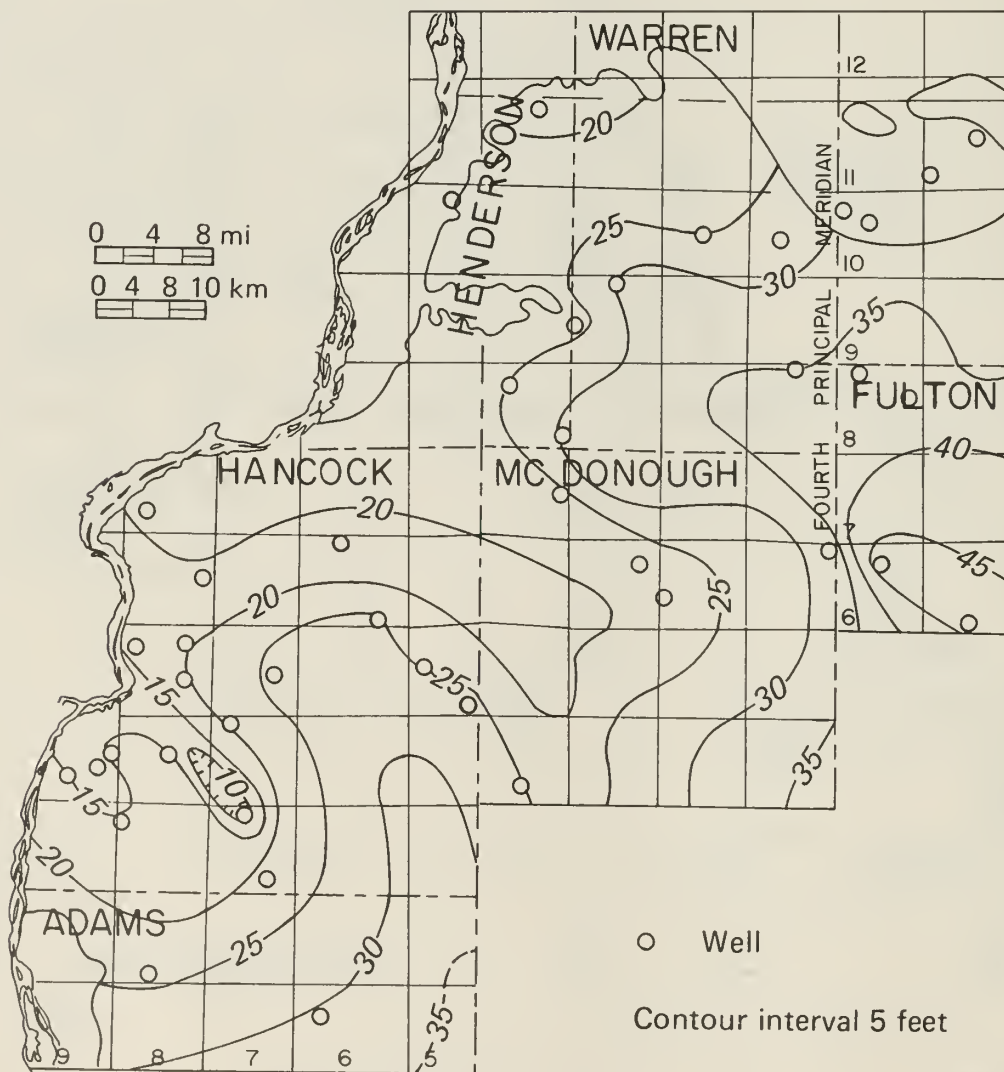 WARREN
12
HENDERSON
20
11
MERIDIAN
0 4 8 mi
0 4 8 10 km
25
10
30
35
PRINCIPAL
9
FULTON
8
HANCOCK
MC DONOUGH
40
FOURTH
20
7
45
20
25
6
15
25
30
10
15
35
20
ADAMS
25
30
Well
35
Contour interval 5 feet
9 8 7 6 5